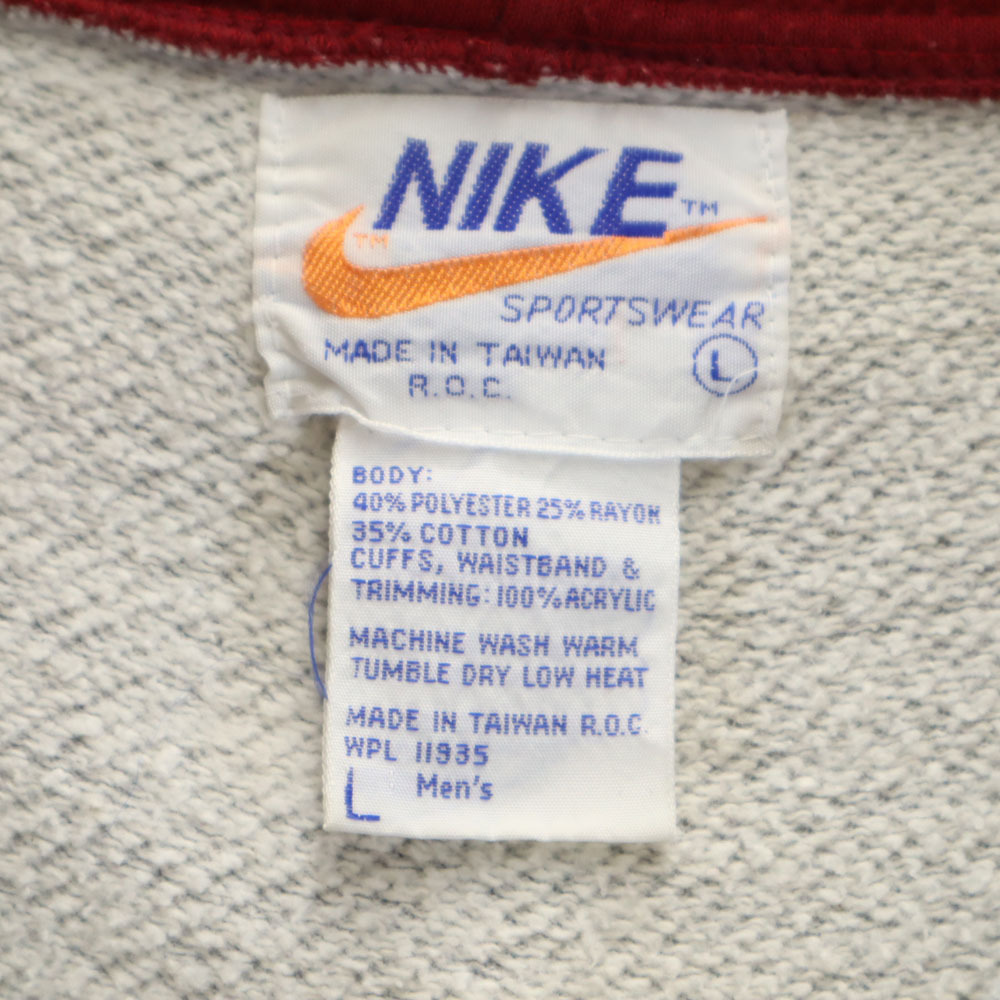 NIKE™
™
SPORTSWEAR
MADE IN TAIWAN
R.O.C.
L
BODY:
40% POLYESTER 25% RAYON
35% COTTON
CUFFS, WAISTBAND &
TRIMMING: 100% ACRYLIC
MACHINE WASH WARM
TUMBLE DRY LOW HEAT
MADE IN TAIWAN R.O.C.
WPL 11935
L Men's